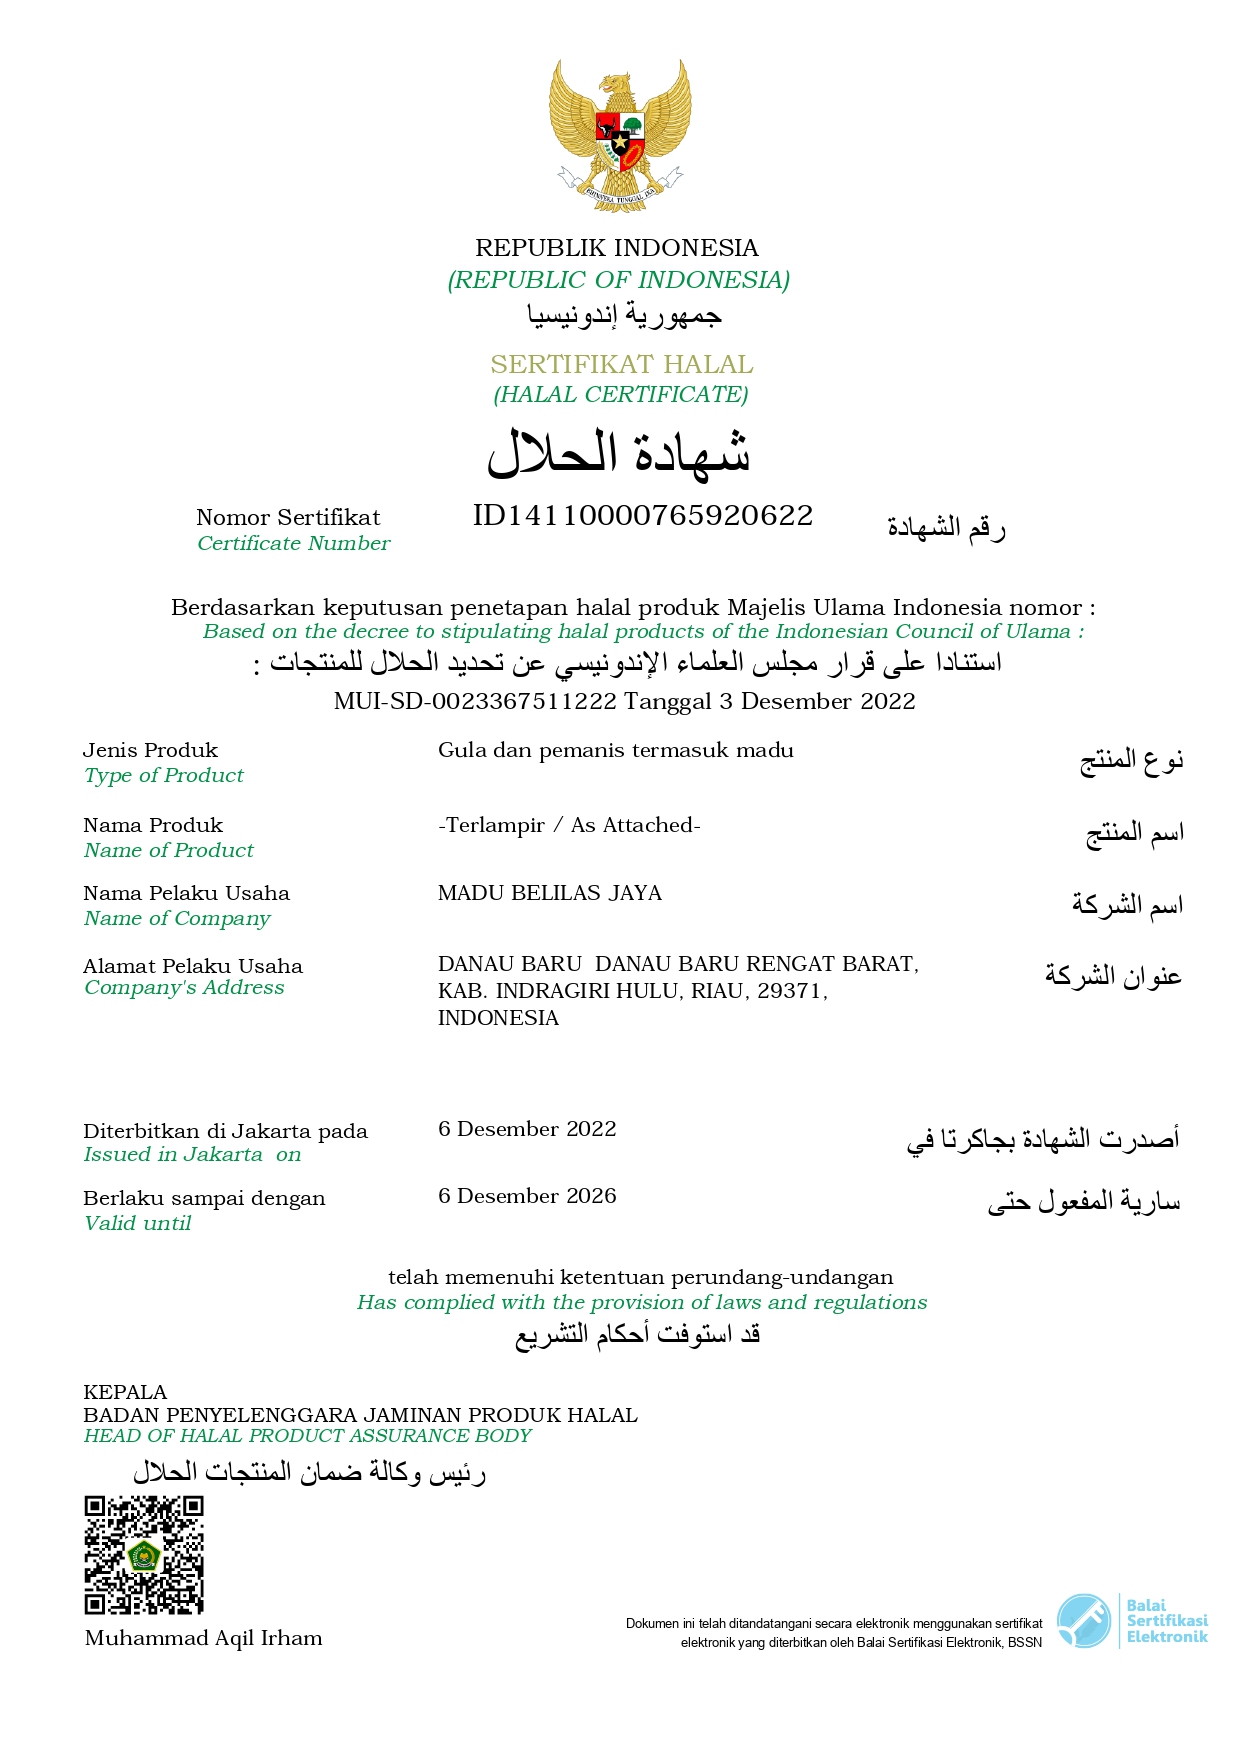 BHINNEKA TUNGGAL IKA
REPUBLIK INDONESIA
(REPUBLIC OF INDONESIA)
جمهورية إندونيسيا
SERTIFIKAT HALAL
(HALAL CERTIFICATE)
شهادة الحلال
Nomor Sertifikat ID14110000765920622 رقم الشهادة
Certificate Number
Berdasarkan keputusan penetapan halal produk Majelis Ulama Indonesia nomor :
Based on the decree to stipulating halal products of the Indonesian Council of Ulama :
استنادا على قرار مجلس العلماء الإندونيسي عن تحديد الحلال للمنتجات :
MUI-SD-0023367511222 Tanggal 3 Desember 2022
Jenis Produk Gula dan pemanis termasuk madu نوع المنتج
Type of Product
Nama Produk -Terlampir / As Attached- اسم المنتج
Name of Product
Nama Pelaku Usaha MADU BELILAS JAYA اسم الشركة
Name of Company
Alamat Pelaku Usaha DANAU BARU  DANAU BARU RENGAT BARAT, عنوان الشركة
Company's Address KAB. INDRAGIRI HULU, RIAU, 29371,
INDONESIA
Diterbitkan di Jakarta pada 6 Desember 2022 أصدرت الشهادة بجاكرتا في
Issued in Jakarta  on
Berlaku sampai dengan 6 Desember 2026 سارية المفعول حتى
Valid until
telah memenuhi ketentuan perundang-undangan
Has complied with the provision of laws and regulations
قد استوفت أحكام التشريع
KEPALA
BADAN PENYELENGGARA JAMINAN PRODUK HALAL
HEAD OF HALAL PRODUCT ASSURANCE BODY
رئيس وكالة ضمان المنتجات الحلال
Muhammad Aqil Irham
Dokumen ini telah ditandatangani secara elektronik menggunakan sertifikat
elektronik yang diterbitkan oleh Balai Sertifikasi Elektronik, BSSN
Balai
Sertifikasi
Elektronik